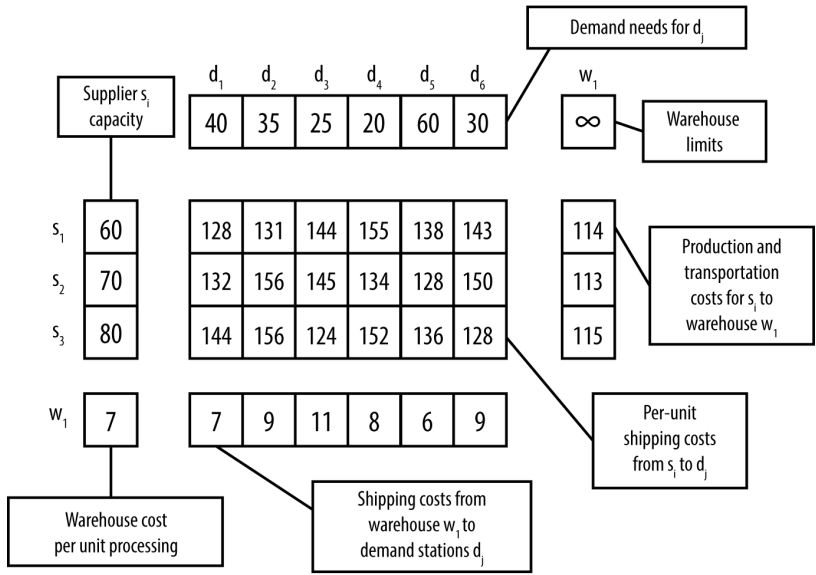 Demand needs for dj
d1 d2 d3 d4 d5 d6 w1
Supplier si
capacity
40 35 25 20 60 30 ∞
Warehouse
limits
s1 60 128 131 144 155 138 143 114
s2 70 132 156 145 134 128 150 113
s3 80 144 156 124 152 136 128 115
Production and
transportation
costs for si to
warehouse w1
w1 7 7 9 11 8 6 9
Per-unit
shipping costs
from si to dj
Warehouse cost
per unit processing
Shipping costs from
warehouse w1 to
demand stations dj